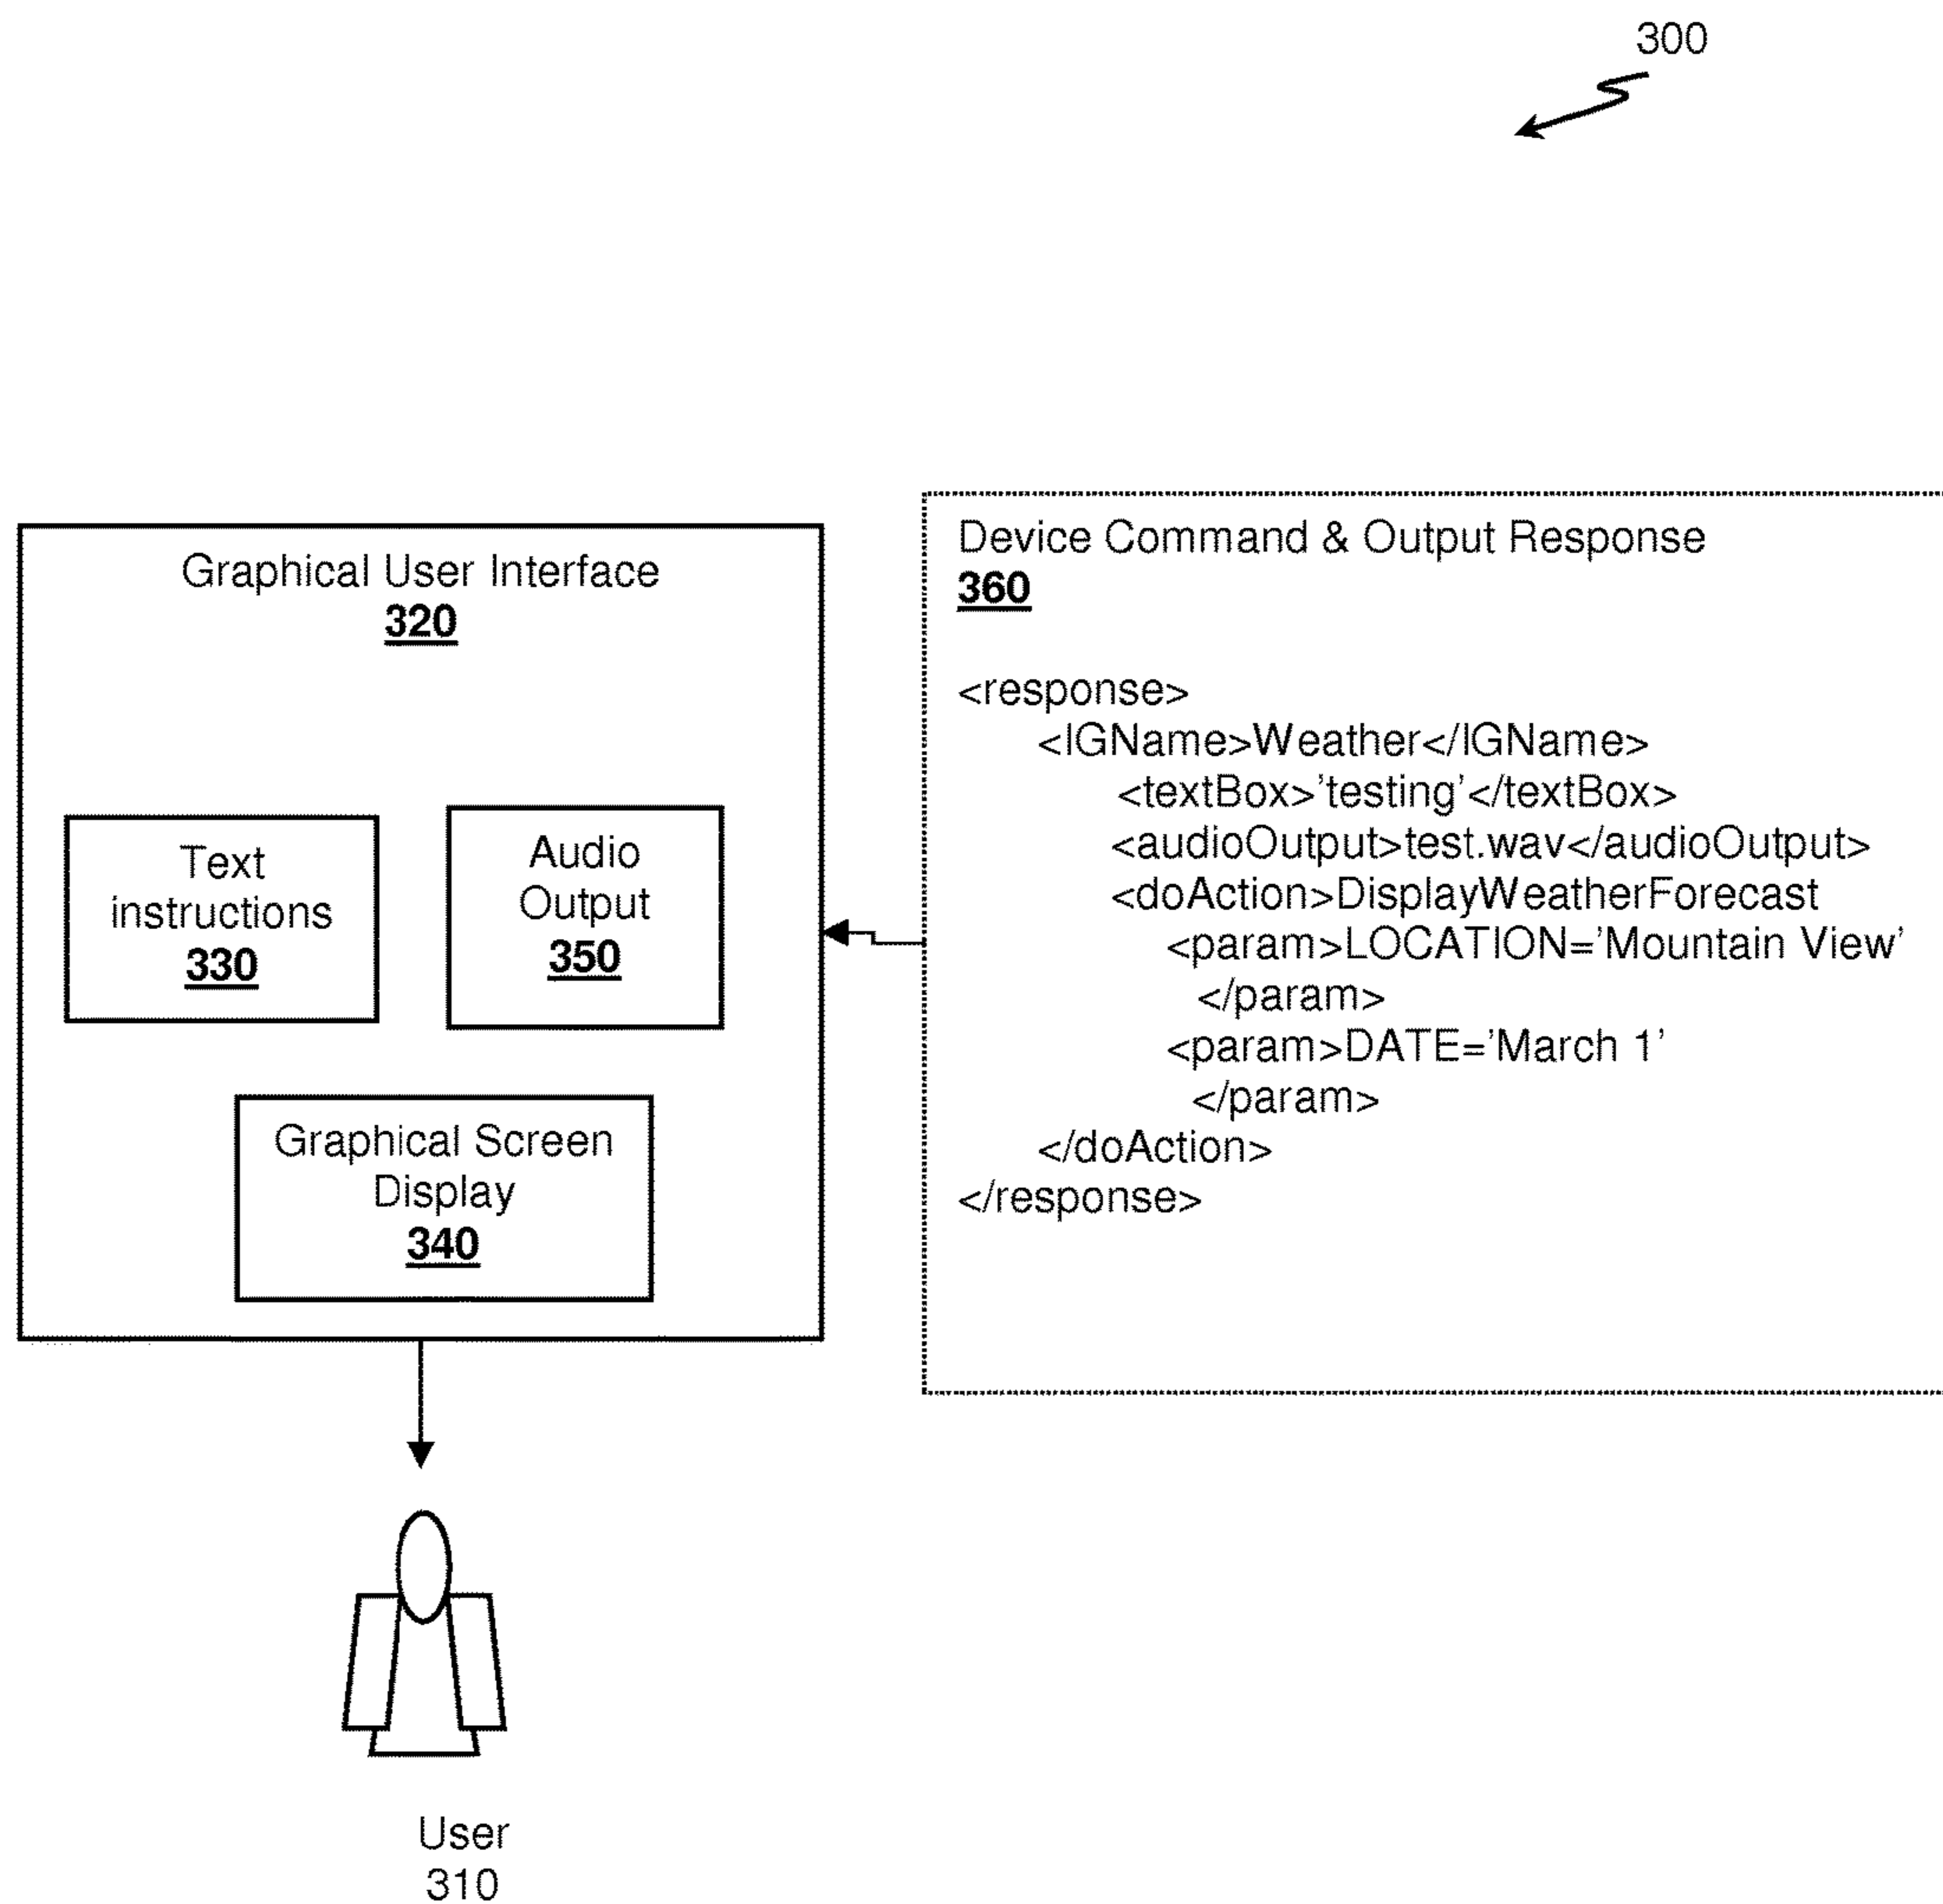 300
Graphical User Interface
320
Text
instructions
330
Audio
Output
350
Graphical Screen
Display
340
Device Command & Output Response
360
<response>
<IGName>Weather</IGName>
<textBox>’testing’</textBox>
<audioOutput>test.wav</audioOutput>
<doAction>DisplayWeatherForecast
<param>LOCATION=’Mountain View’
</param>
<param>DATE=’March 1’
</param>
</doAction>
</response>
User
310